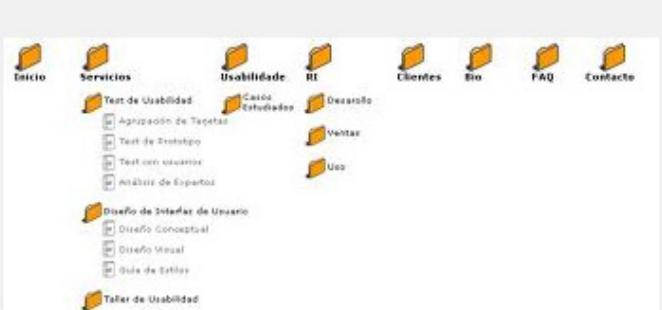 Inicio
Servicios
Usabilidade
RI
Clientes
Bio
FAQ
Contacto
Test de Usabilidad
Agrupación de Tarjetas
Test de Prototipo
Test con usuarios
Análisis de Expertos
Diseño de Interfaz de Usuario
Diseño Conceptual
Diseño Visual
Guia de Estilos
Taller de Usabilidad
Casos
Estudiados
Desarollo
Ventas
Uso